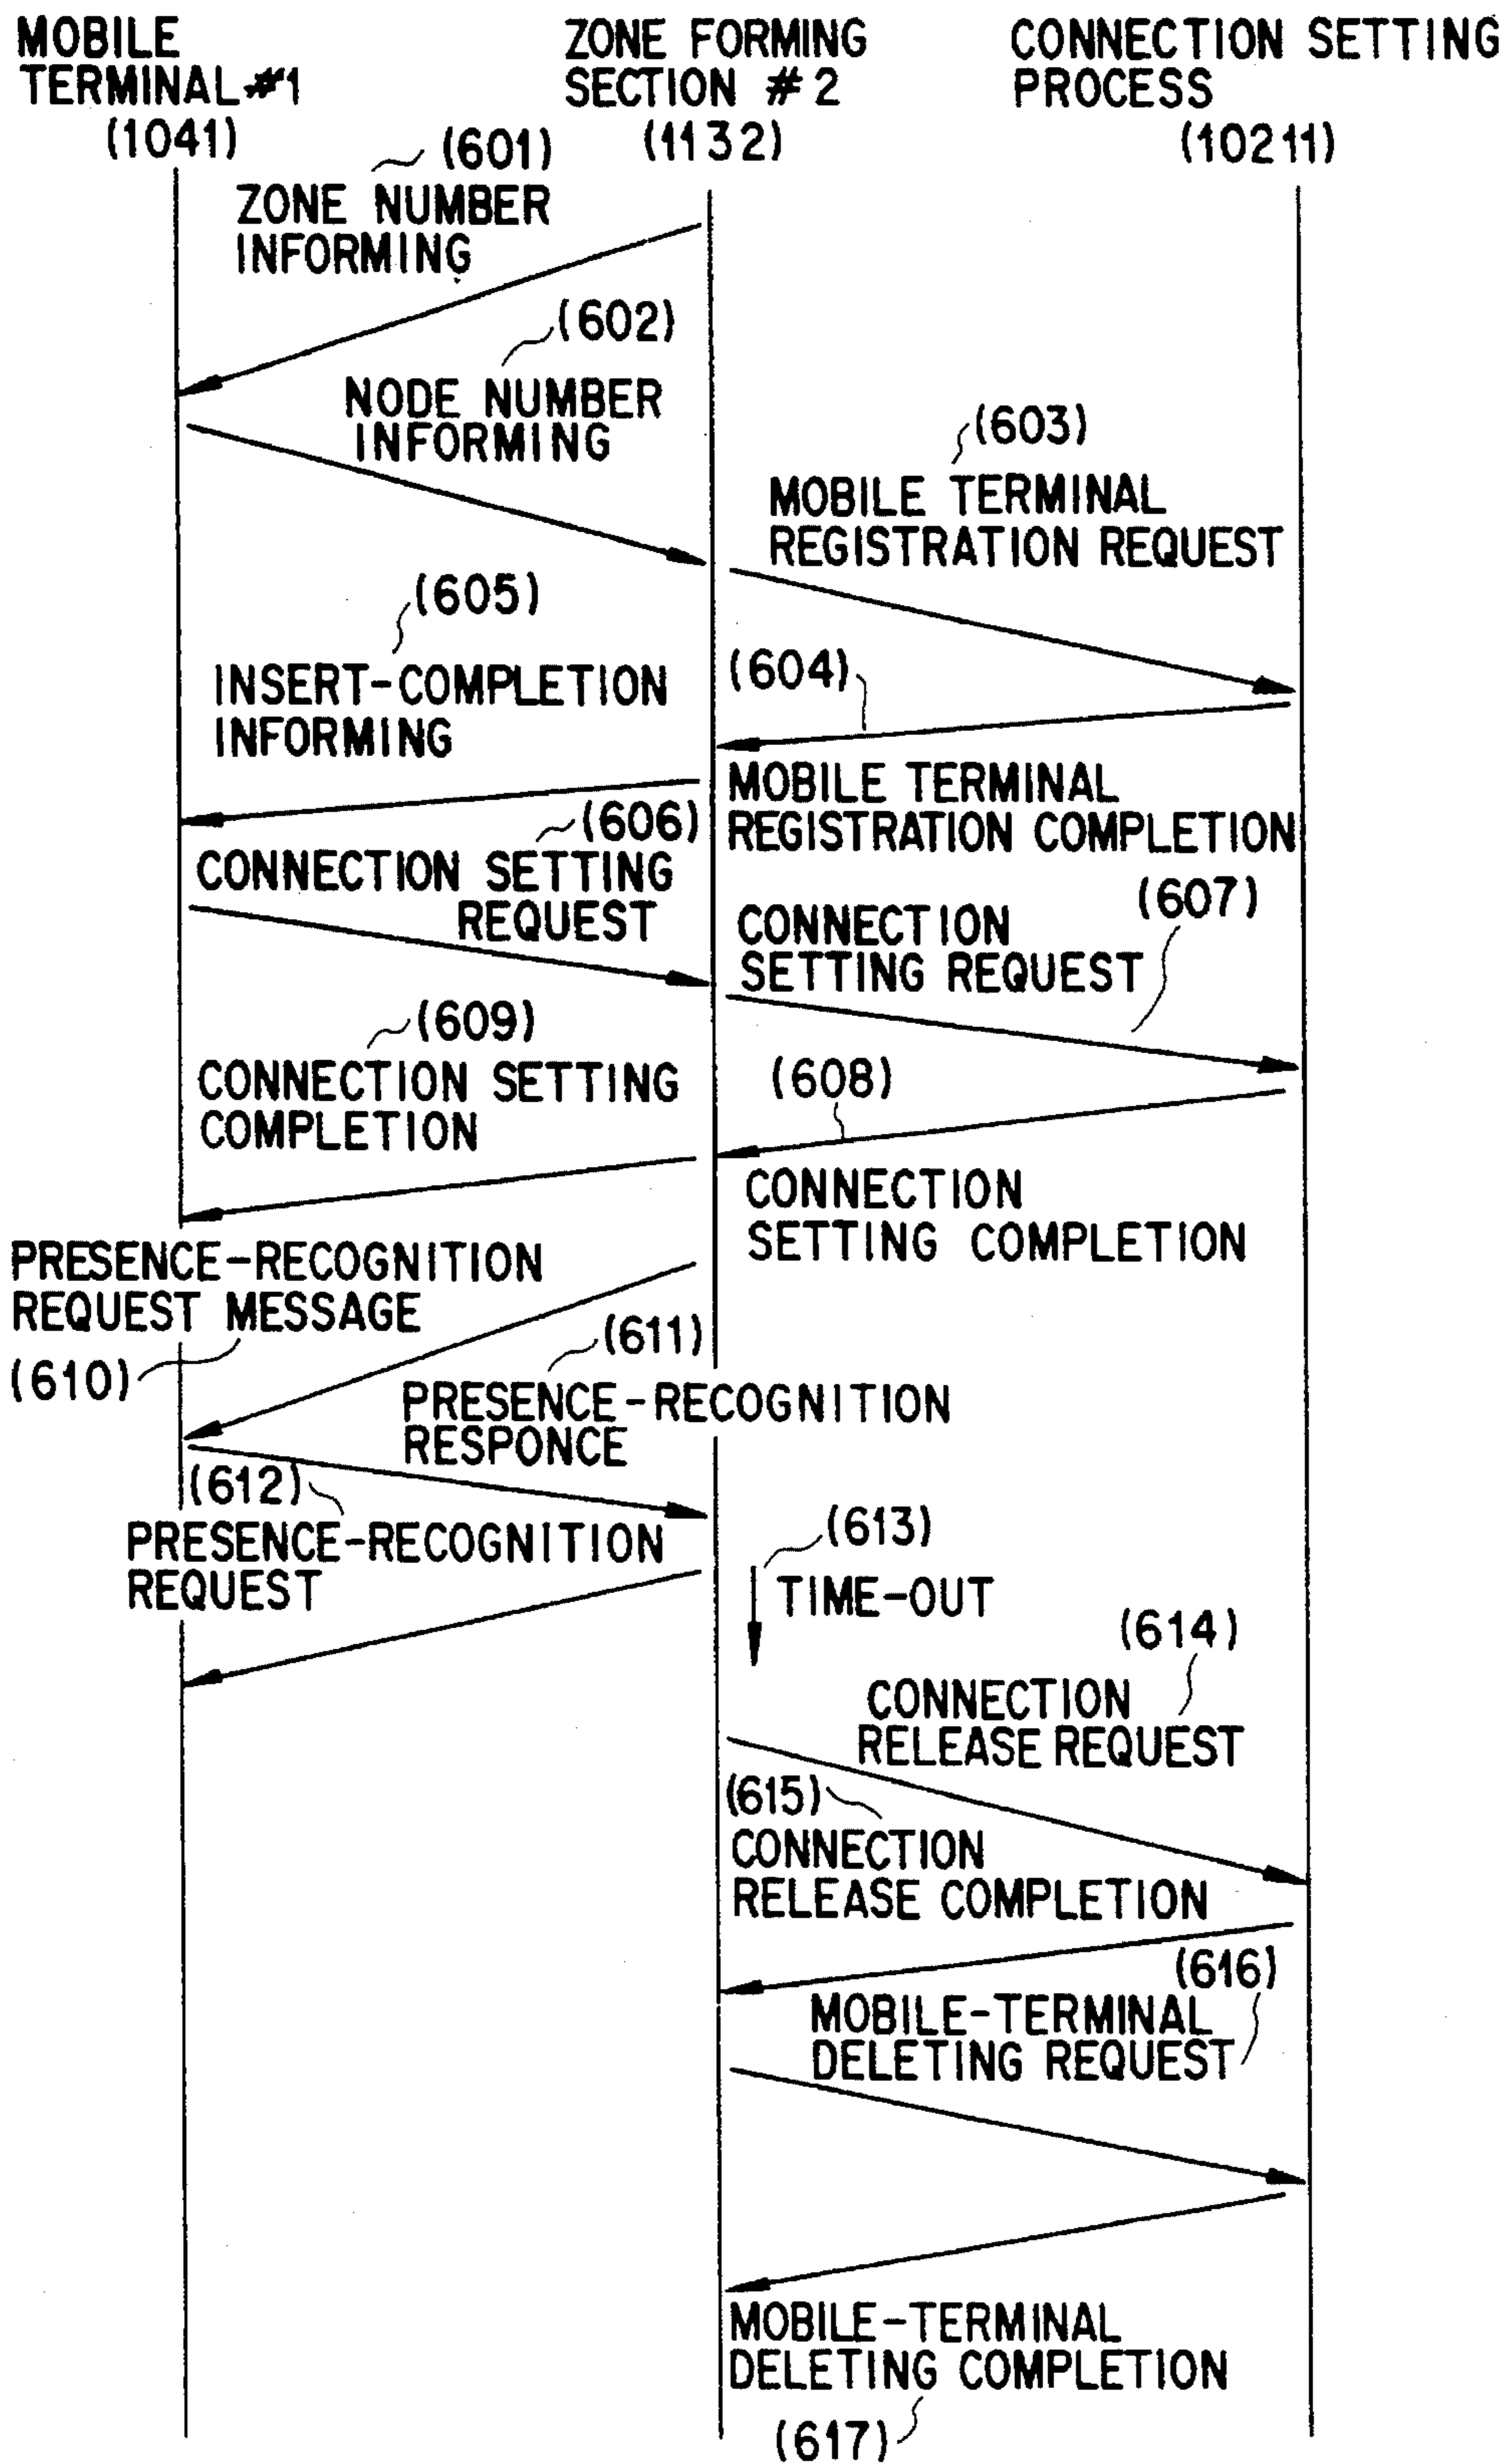 MOBILE
TERMINAL #1
(1041)
ZONE FORMING
SECTION #2
(1132)
CONNECTION SETTING
PROCESS
(10211)
(601)
ZONE NUMBER
INFORMING
(602)
NODE NUMBER
INFORMING
(603)
MOBILE TERMINAL
REGISTRATION REQUEST
(605)
INSERT-COMPLETION
INFORMING
(604)
MOBILE TERMINAL
REGISTRATION COMPLETION
(606)
CONNECTION SETTING
REQUEST
(607)
CONNECTION
SETTING REQUEST
(609)
CONNECTION SETTING
COMPLETION
(608)
CONNECTION
SETTING COMPLETION
PRESENCE-RECOGNITION
REQUEST MESSAGE
(610)
(611)
PRESENCE-RECOGNITION
RESPONCE
(612)
PRESENCE-RECOGNITION
REQUEST
(613)
TIME-OUT
(614)
CONNECTION
RELEASE REQUEST
(615)
CONNECTION
RELEASE COMPLETION
(616)
MOBILE-TERMINAL
DELETING REQUEST
MOBILE-TERMINAL
DELETING COMPLETION
(617)